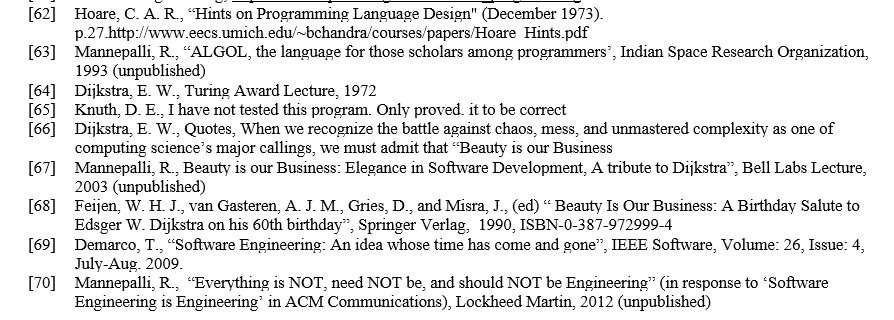 [62] Hoare, C. A. R., “Hints on Programming Language Design" (December 1973).
p.27.http://www.eecs.umich.edu/~bchandra/courses/papers/Hoare Hints.pdf
[63] Mannepalli, R., “ALGOL, the language for those scholars among programmers’, Indian Space Research Organization,
1993 (unpublished)
[64] Dijkstra, E. W., Turing Award Lecture, 1972
[65] Knuth, D. E., I have not tested this program. Only proved. it to be correct
[66] Dijkstra, E. W., Quotes, When we recognize the battle against chaos, mess, and unmastered complexity as one of
computing science’s major callings, we must admit that “Beauty is our Business
[67] Mannepalli, R., Beauty is our Business: Elegance in Software Development, A tribute to Dijkstra”, Bell Labs Lecture,
2003 (unpublished)
[68] Feijen, W. H. J., van Gasteren, A. J. M., Gries, D., and Misra, J., (ed) “ Beauty Is Our Business: A Birthday Salute to
Edsger W. Dijkstra on his 60th birthday”, Springer Verlag, 1990, ISBN-0-387-972999-4
[69] Demarco, T., “Software Engineering: An idea whose time has come and gone”, IEEE Software, Volume: 26, Issue: 4,
July-Aug. 2009.
[70] Mannepalli, R., “Everything is NOT, need NOT be, and should NOT be Engineering” (in response to ‘Software
Engineering is Engineering’ in ACM Communications), Lockheed Martin, 2012 (unpublished)